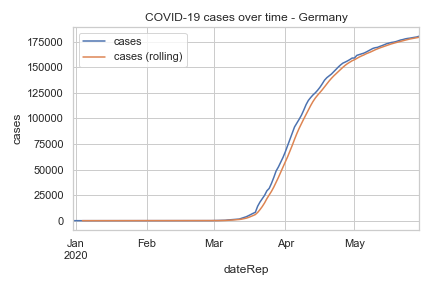 COVID-19 cases over time - Germany
cases
cases (rolling)
175000
150000
125000
100000
75000
50000
25000
0
cases
Jan
2020
Feb
Mar
Apr
May
dateRep